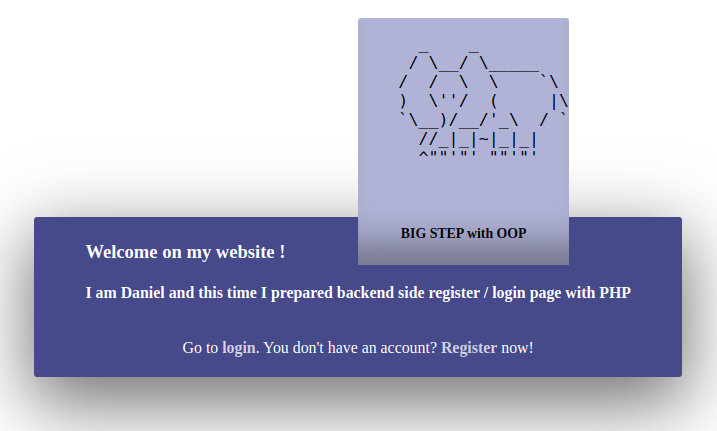 BIG STEP with OOP
Welcome on my website !
I am Daniel and this time I prepared backend side register / login page with PHP
Go to login. You don't have an account? Register now!